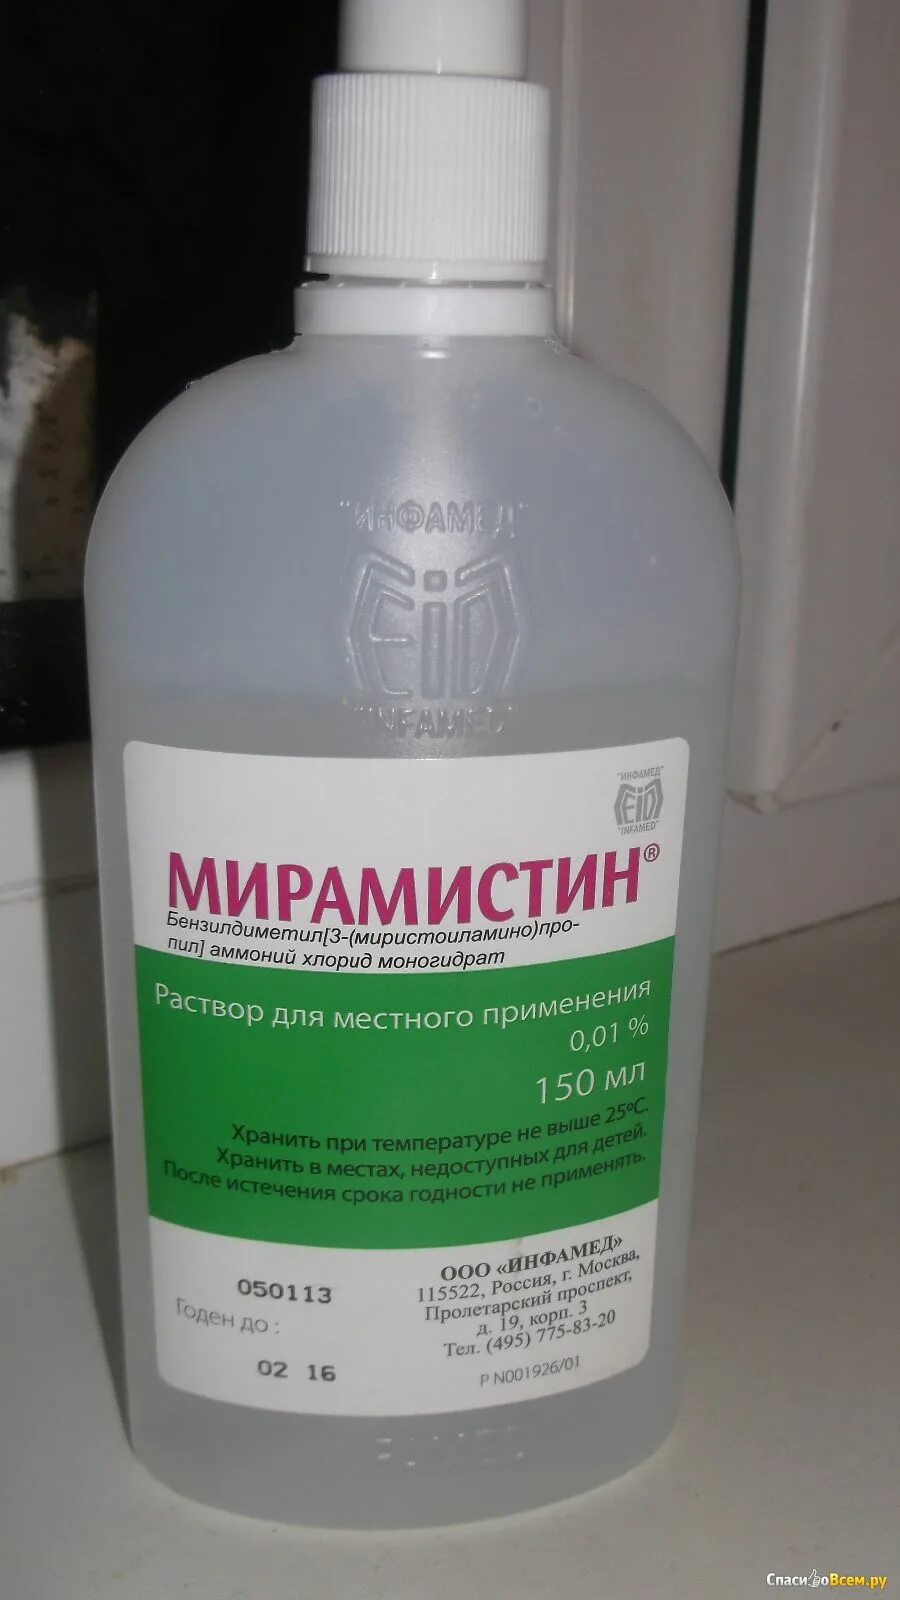 "ИНФАМЕД"
EiD
"INFAMED"
"ИНФАМЕД"
EiD
"INFAMED"
МИРАМИСТИН®
Бензилдиметил[3-(миристоиламино)про-
пил] аммоний хлорид моногидрат
Раствор для местного применения
0,01 %
150 мл
Хранить при температуре не выше 25°С.
Хранить в местах, недоступных для детей.
После истечения срока годности не применять.
050113
Годен до :
02 16
ООО «ИНФАМЕД»
115522, Россия, г. Москва,
Пролетарский проспект,
д. 19, корп. 3
Тел. (495) 775-83-20
Р N001926/01
СпасибоВсем.ру